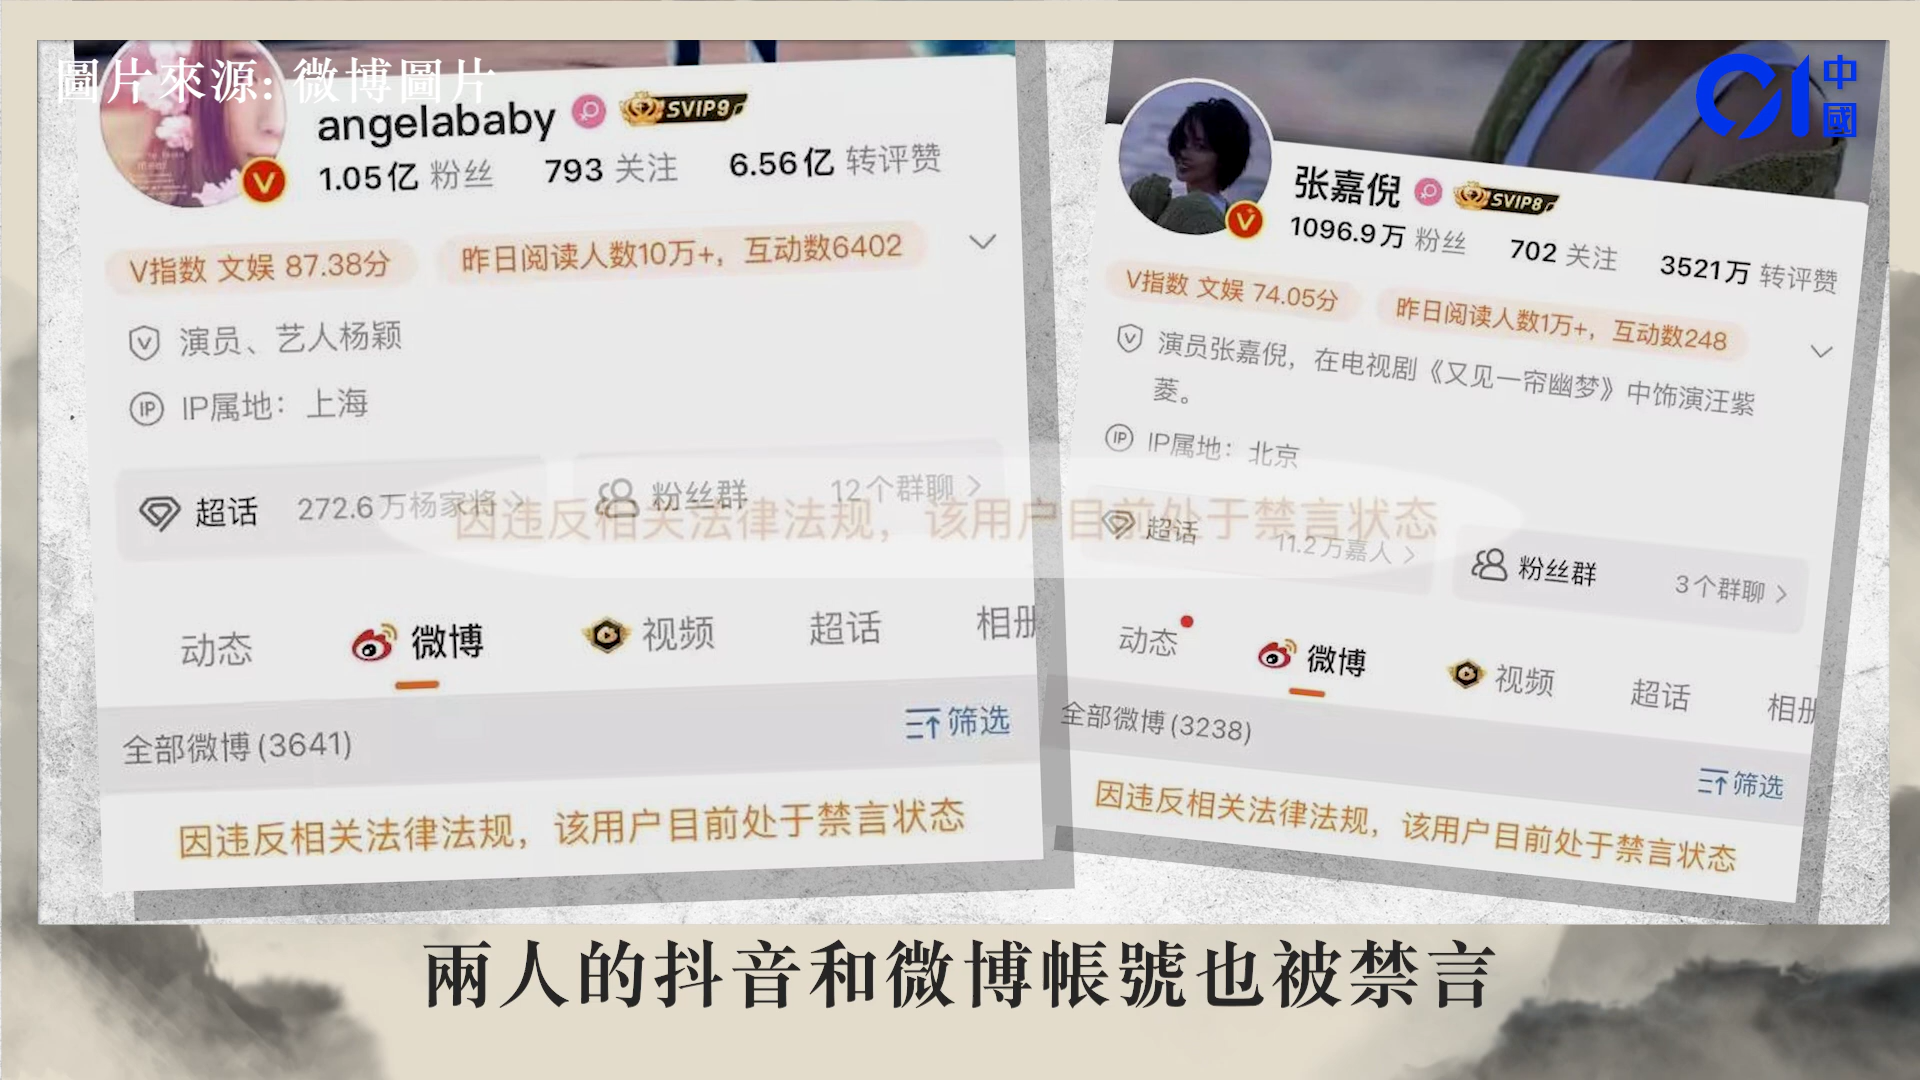 圖片來源: 微博圖片
angelababy SVIP9
1.05亿 粉丝 793 关注 6.56亿 转评赞
V指数 文娱 87.38分 昨日阅读人数10万+，互动数6402
演员、艺人杨颖
IP IP属地：上海
超话 272.6万杨家将 粉丝群 12个群聊
动态 微博 视频 超话 相册
全部微博(3641) 筛选
因违反相关法律法规，该用户目前处于禁言状态
01 中國
张嘉倪 SVIP8
1096.9万 粉丝 702 关注 3521万 转评赞
V指数 文娱 74.05分 昨日阅读人数1万+，互动数248
演员张嘉倪，在电视剧《又见一帘幽梦》中饰演汪紫
菱。
IP IP属地：北京
超话 11.2万嘉人 粉丝群 3个群聊
动态 微博 视频 超话 相册
全部微博(3238) 筛选
因违反相关法律法规，该用户目前处于禁言状态
因违反相关法律法规，该用户目前处于禁言状态
兩人的抖音和微博帳號也被禁言